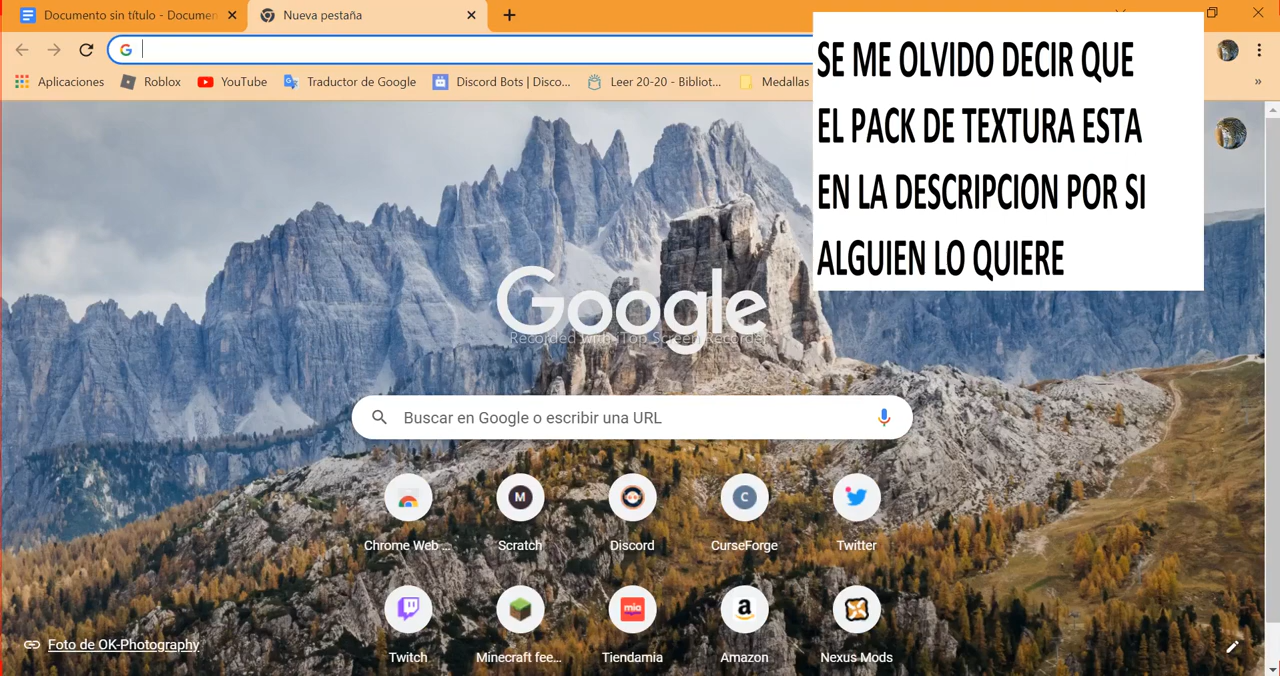 Documento sin título - Documen
Nueva pestaña
Aplicaciones
Roblox
YouTube
Traductor de Google
Discord Bots | Disco...
Leer 20-20 - Bibliot...
Medallas
»
SE ME OLVIDO DECIR QUE
EL PACK DE TEXTURA ESTA
EN LA DESCRIPCION POR SI
ALGUIEN LO QUIERE
Google
Recorded with iTop Screen Recorder
Buscar en Google o escribir una URL
M
C
Chrome Web ...
Scratch
Discord
CurseForge
Twitter
mia
a
Twitch
Minecraft fee...
Tiendamia
Amazon
Nexus Mods
Foto de OK-Photography